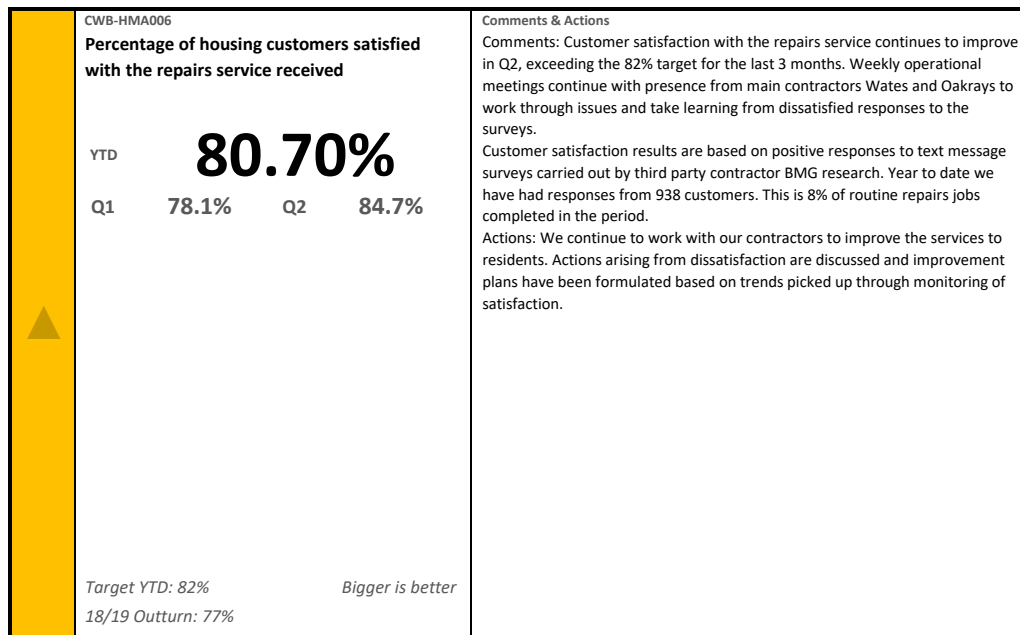 CWB-HMA006
Percentage of housing customers satisfied
with the repairs service received
YTD 80.70%
Q1 78.1% Q2 84.7%
Target YTD: 82% Bigger is better
18/19 Outturn: 77%
Comments & Actions
Comments: Customer satisfaction with the repairs service continues to improve
in Q2, exceeding the 82% target for the last 3 months. Weekly operational
meetings continue with presence from main contractors Wates and Oakrays to
work through issues and take learning from dissatisfied responses to the
surveys.
Customer satisfaction results are based on positive responses to text message
surveys carried out by third party contractor BMG research. Year to date we
have had responses from 938 customers. This is 8% of routine repairs jobs
completed in the period.
Actions: We continue to work with our contractors to improve the services to
residents. Actions arising from dissatisfaction are discussed and improvement
plans have been formulated based on trends picked up through monitoring of
satisfaction.